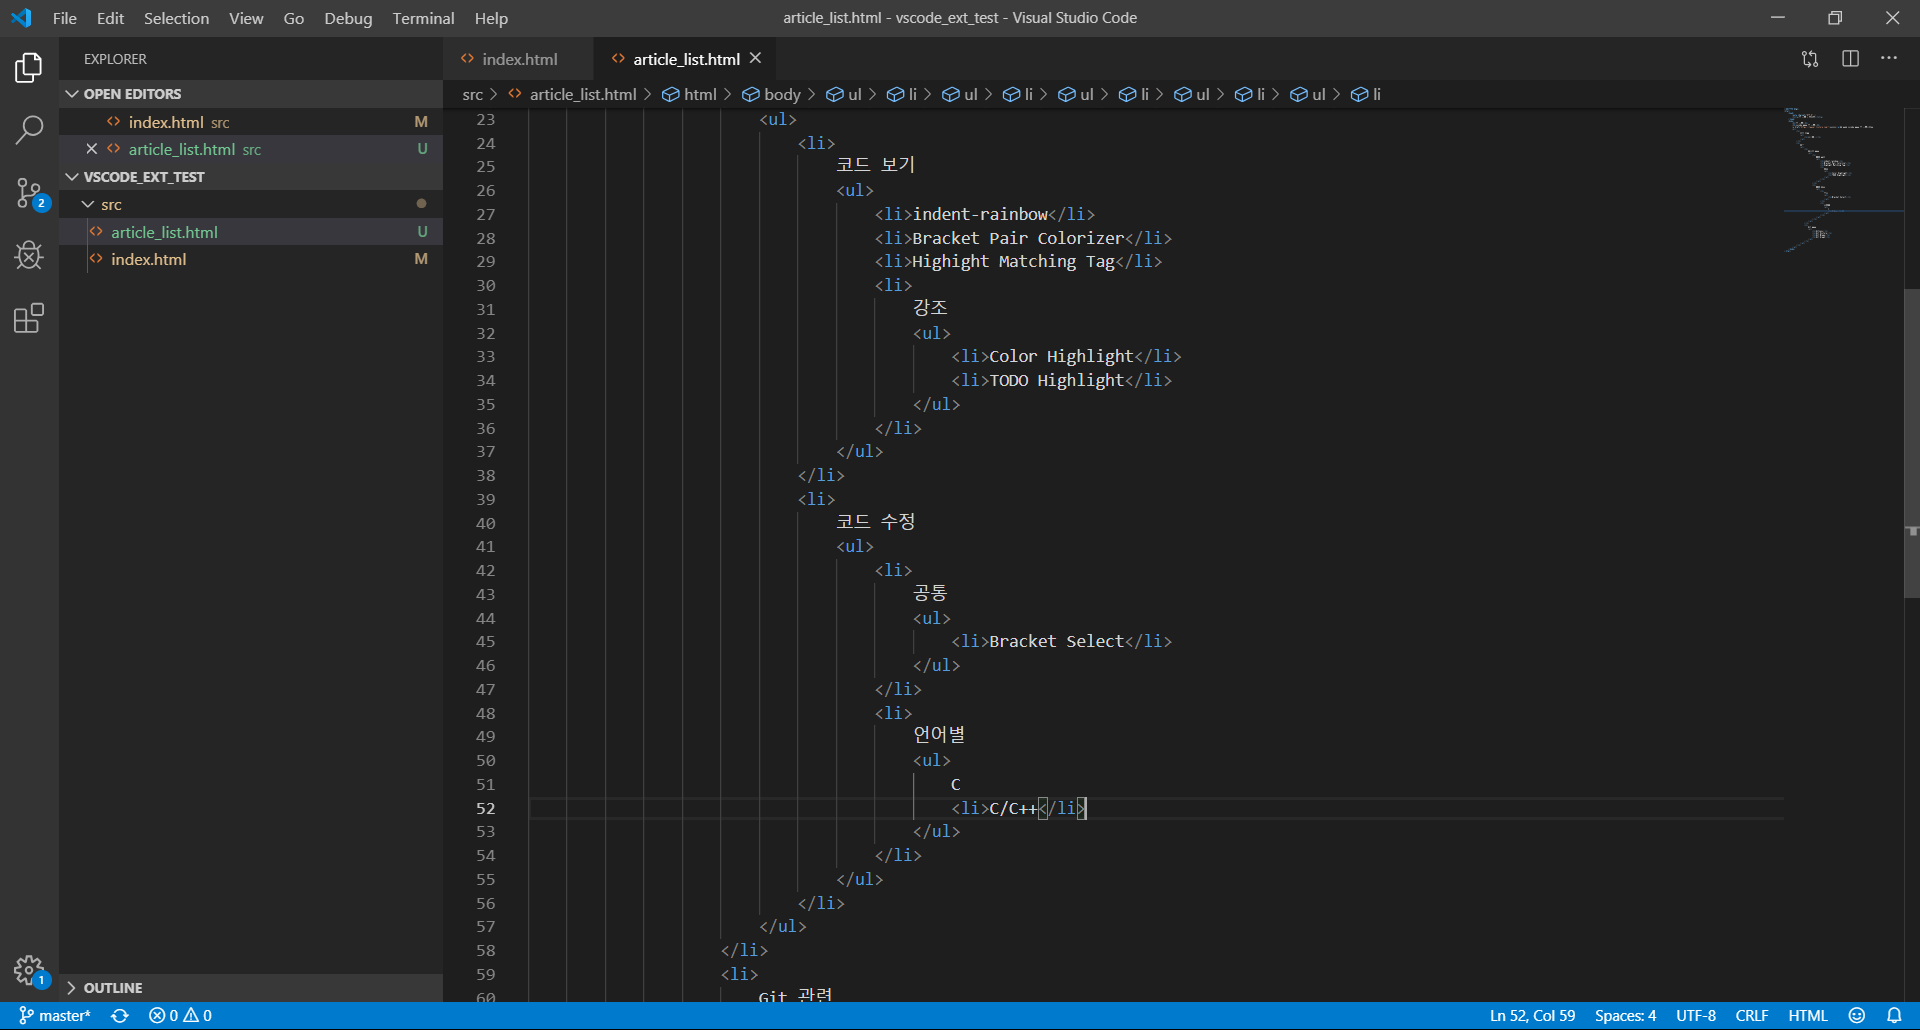 File Edit Selection View Go Debug Terminal Help
article_list.html - vscode_ext_test - Visual Studio Code
EXPLORER
OPEN EDITORS
index.html src M
article_list.html src U
VSCODE_EXT_TEST
src
article_list.html U
index.html M
OUTLINE
2
1
index.html
article_list.html
src > article_list.html > html > body > ul > li > ul > li > ul > li > ul > li > ul > li
23 <ul>
24 <li>
25 코드 보기
26 <ul>
27 <li>indent-rainbow</li>
28 <li>Bracket Pair Colorizer</li>
29 <li>Highight Matching Tag</li>
30 <li>
31 강조
32 <ul>
33 <li>Color Highlight</li>
34 <li>TODO Highlight</li>
35 </ul>
36 </li>
37 </ul>
38 </li>
39 <li>
40 코드 수정
41 <ul>
42 <li>
43 공통
44 <ul>
45 <li>Bracket Select</li>
46 </ul>
47 </li>
48 <li>
49 언어별
50 <ul>
51 C
52 <li>C/C++</li>
53 </ul>
54 </li>
55 </ul>
56 </li>
57 </ul>
58 </li>
59 <li>
60 Git 관련
master* 0 0
Ln 52, Col 59 Spaces: 4 UTF-8 CRLF HTML